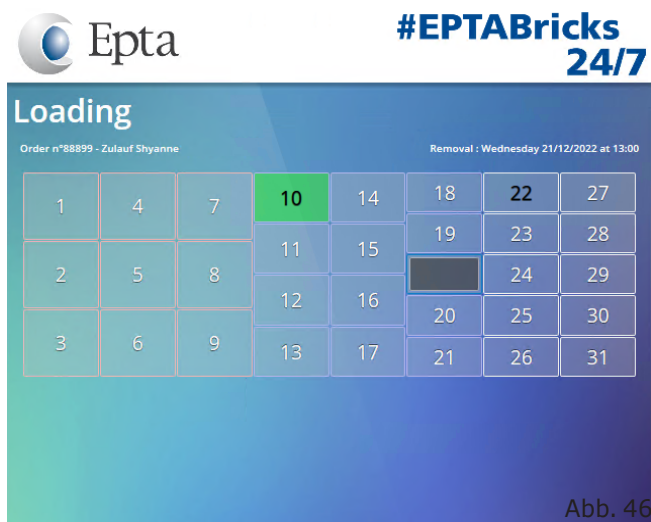 Epta
#EPTABricks
24/7
Loading
Order n°88899 - Zulauf Shyanne
Removal : Wednesday 21/12/2022 at 13:00
1 4 7 10 14 18 22 27
11 15 19 23 28
2 5 8 24 29
12 16 20 25 30
3 6 9 13 17 21 26 31
Abb. 46